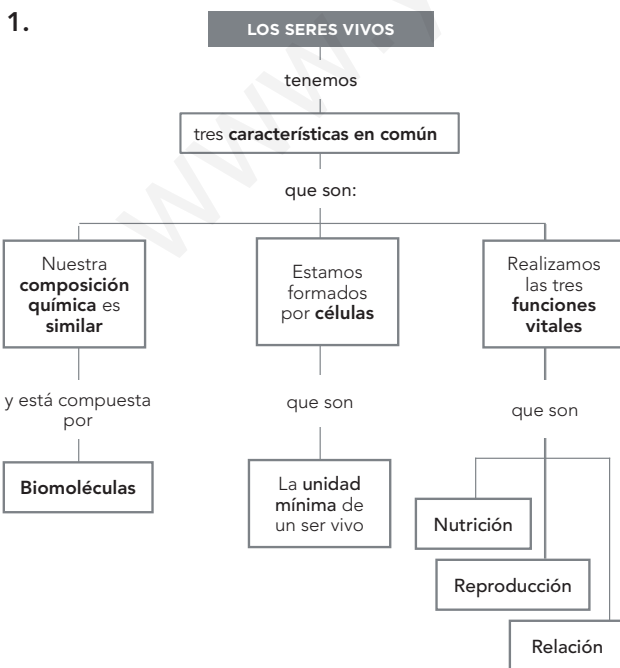 1.
LOS SERES VIVOS
tenemos
tres características en común
que son:
Nuestra
composición
química es
similar
y está compuesta
por
Biomoléculas
Estamos
formados
por células
que son
La unidad
mínima de
un ser vivo
Realizamos
las tres
funciones
vitales
que son
Nutrición
Reproducción
Relación